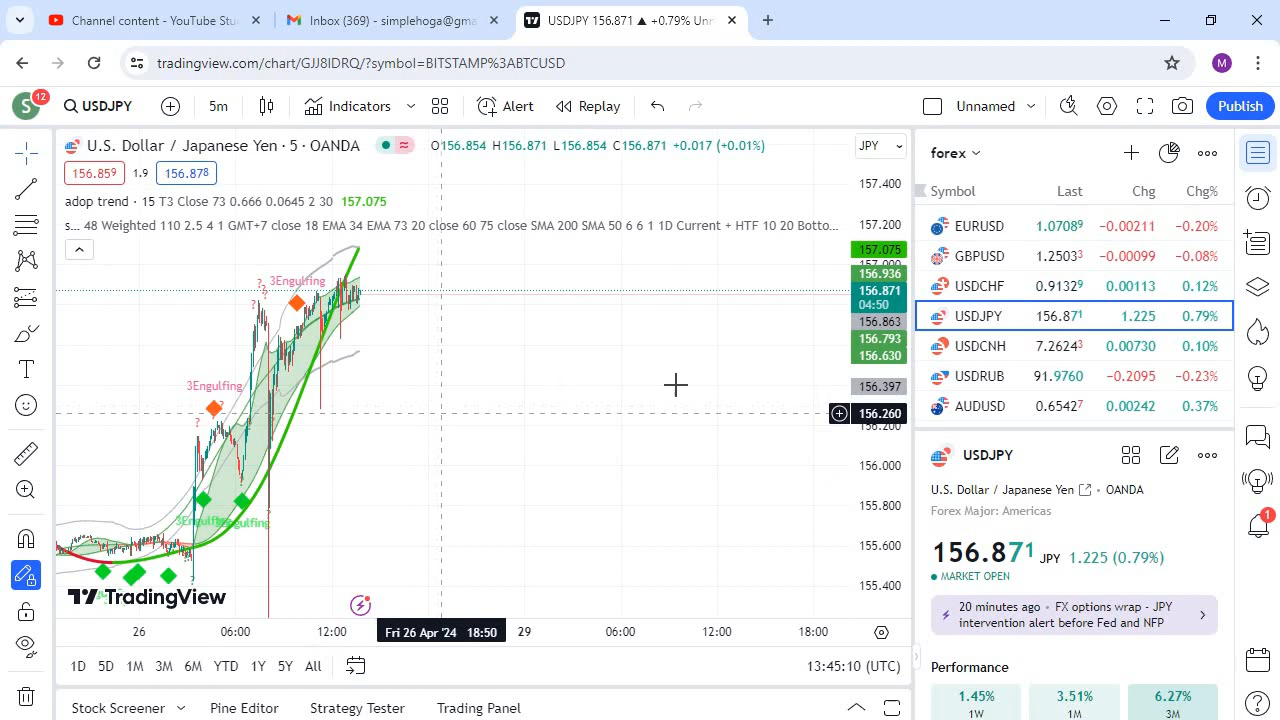 Channel content - YouTube Stu
Inbox (369) - simplehoga@gma
USDJPY 156.871 ▲ +0.79% Unn
tradingview.com/chart/GJJ8IDRQ/?symbol=BITSTAMP%3ABTCUSD
M
S 12
USDJPY
5m
Indicators
Alert
Replay
Unnamed
Publish
U.S. Dollar / Japanese Yen · 5 · OANDA
O156.854 H156.871 L156.854 C156.871 +0.017 (+0.01%)
JPY
156.859 1.9 156.878
adop trend · 15 T3 Close 73 0.666 0.0645 2 30 157.075
s... 48 Weighted 110 2.5 4 1 GMT+7 close 18 EMA 34 EMA 73 20 close 60 75 close SMA 200 SMA 50 6 6 1 1D Current + HTF 10 20 Botto...
3Engulfing
3Engulfing
3Engulfing
3Engulfing
157.400
157.200
157.075
157.000
156.936
156.871
04:50
156.863
156.793
156.630
156.397
156.260
156.200
156.000
155.800
155.600
155.400
TradingView
26
06:00
12:00
Fri 26 Apr '24 18:50
29
06:00
12:00
18:00
1D 5D 1M 3M 6M YTD 1Y 5Y All
13:45:10 (UTC)
Stock Screener
Pine Editor
Strategy Tester
Trading Panel
forex
Symbol Last Chg Chg%
EURUSD 1.07089 −0.00211 −0.20%
GBPUSD 1.25033 −0.00099 −0.08%
USDCHF 0.91329 0.00113 0.12%
USDJPY 156.871 1.225 0.79%
USDCNH 7.26243 0.00730 0.10%
USDRUB 91.9760 −0.2095 −0.23%
AUDUSD 0.65427 0.00242 0.37%
USDJPY
U.S. Dollar / Japanese Yen · OANDA
Forex Major: Americas
156.871 JPY 1.225 (0.79%)
MARKET OPEN
20 minutes ago · FX options wrap - JPY
intervention alert before Fed and NFP
Performance
1.45% 3.51% 6.27%
1W 1M 3M
1